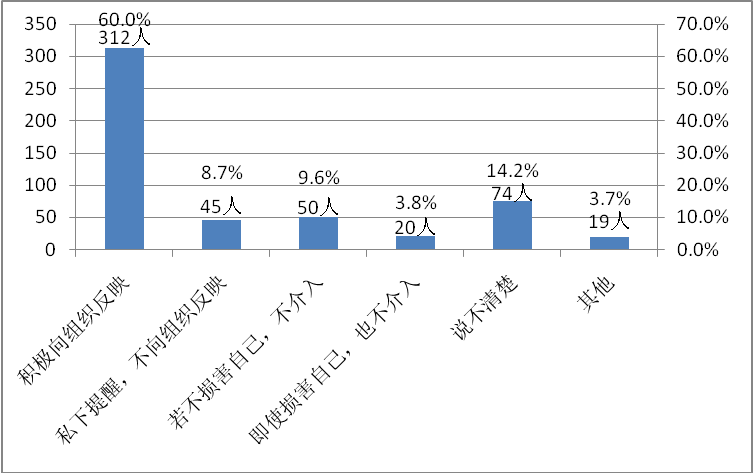 350
300
250
200
150
100
50
0
60.0%
312人
8.7%
45人
9.6%
50人
3.8%
20人
14.2%
74人
3.7%
19人
70.0%
60.0%
50.0%
40.0%
30.0%
20.0%
10.0%
0.0%
积极向组织反映
私下提醒，不向组织反映
若不损害自己，不介入
即使损害自己，也不介入
说不清楚
其他